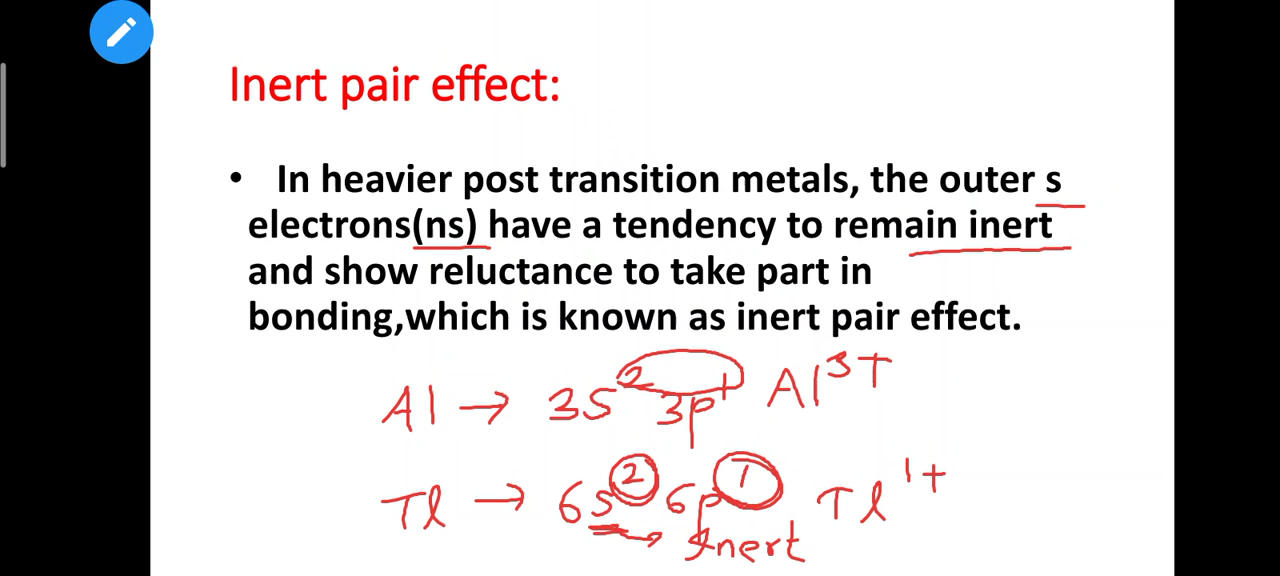 Inert pair effect:
• In heavier post transition metals, the outer s
electrons(ns) have a tendency to remain inert
and show reluctance to take part in
bonding,which is known as inert pair effect.
Al → 3S² 3p¹ Al³⁺
Tl → 6s² 6p¹ Tl¹⁺
→ Inert